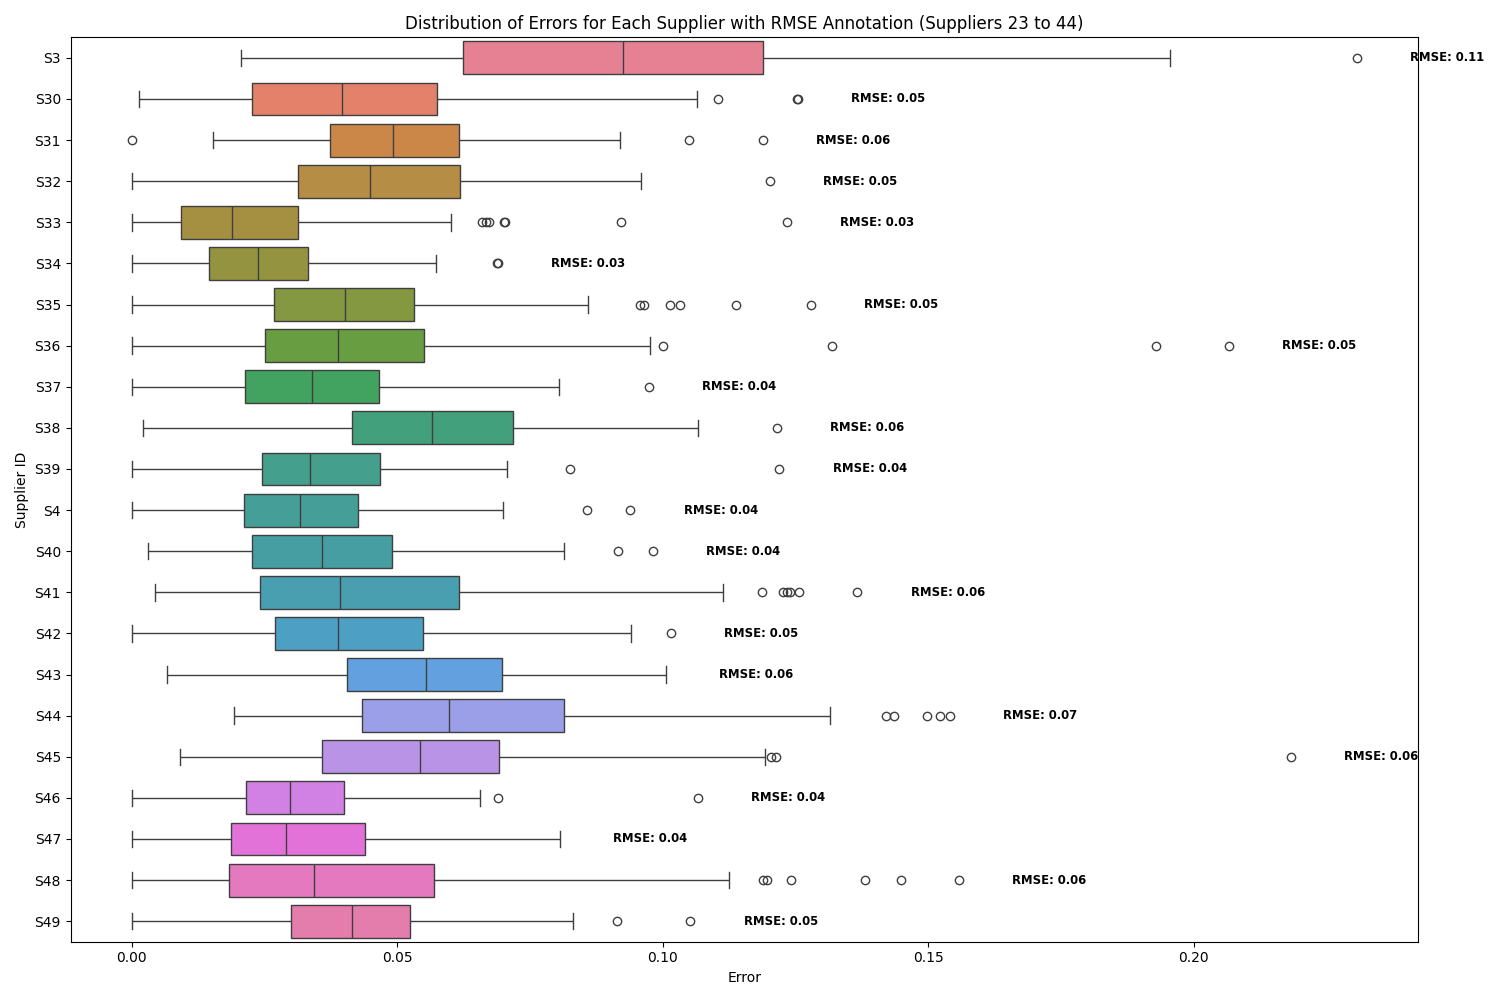 Distribution of Errors for Each Supplier with RMSE Annotation (Suppliers 23 to 44)
S3 RMSE: 0.11
S30 RMSE: 0.05
S31 RMSE: 0.06
S32 RMSE: 0.05
S33 RMSE: 0.03
S34 RMSE: 0.03
S35 RMSE: 0.05
S36 RMSE: 0.05
S37 RMSE: 0.04
S38 RMSE: 0.06
S39 RMSE: 0.04
S4 RMSE: 0.04
S40 RMSE: 0.04
S41 RMSE: 0.06
S42 RMSE: 0.05
S43 RMSE: 0.06
S44 RMSE: 0.07
S45 RMSE: 0.06
S46 RMSE: 0.04
S47 RMSE: 0.04
S48 RMSE: 0.06
S49 RMSE: 0.05
Supplier ID
0.00 0.05 0.10 0.15 0.20
Error